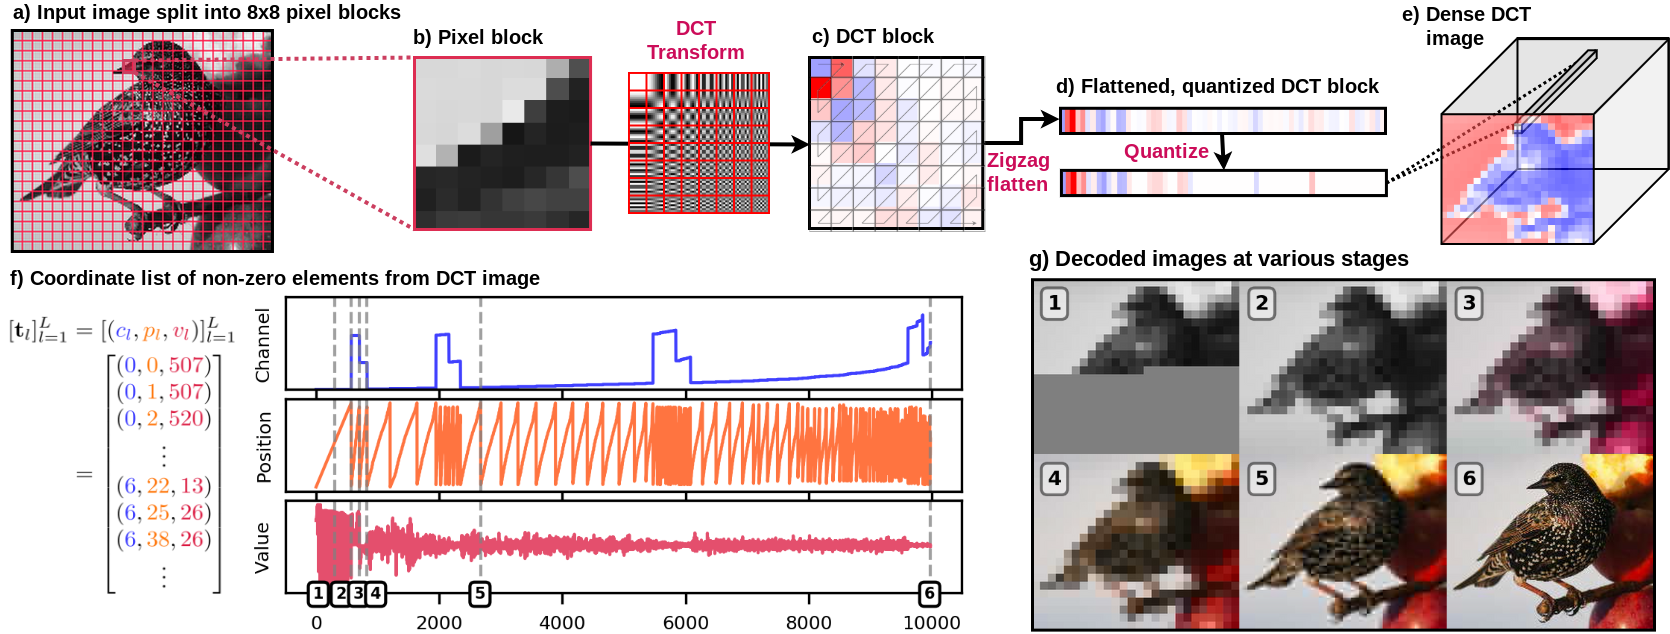 a) Input image split into 8x8 pixel blocks
b) Pixel block
DCT
Transform
c) DCT block
Zigzag
flatten
d) Flattened, quantized DCT block
Quantize
e) Dense DCT
image
f) Coordinate list of non-zero elements from DCT image
[t_l]_{l=1}^L = [(c_l, p_l, v_l)]_{l=1}^L
(0, 0, 507)
(0, 1, 507)
(0, 2, 520)
⋮
= (6, 22, 13)
(6, 25, 26)
(6, 38, 26)
⋮
Channel
Position
Value
1 2 3 4 5 6
0 2000 4000 6000 8000 10000
g) Decoded images at various stages
1 2 3
4 5 6